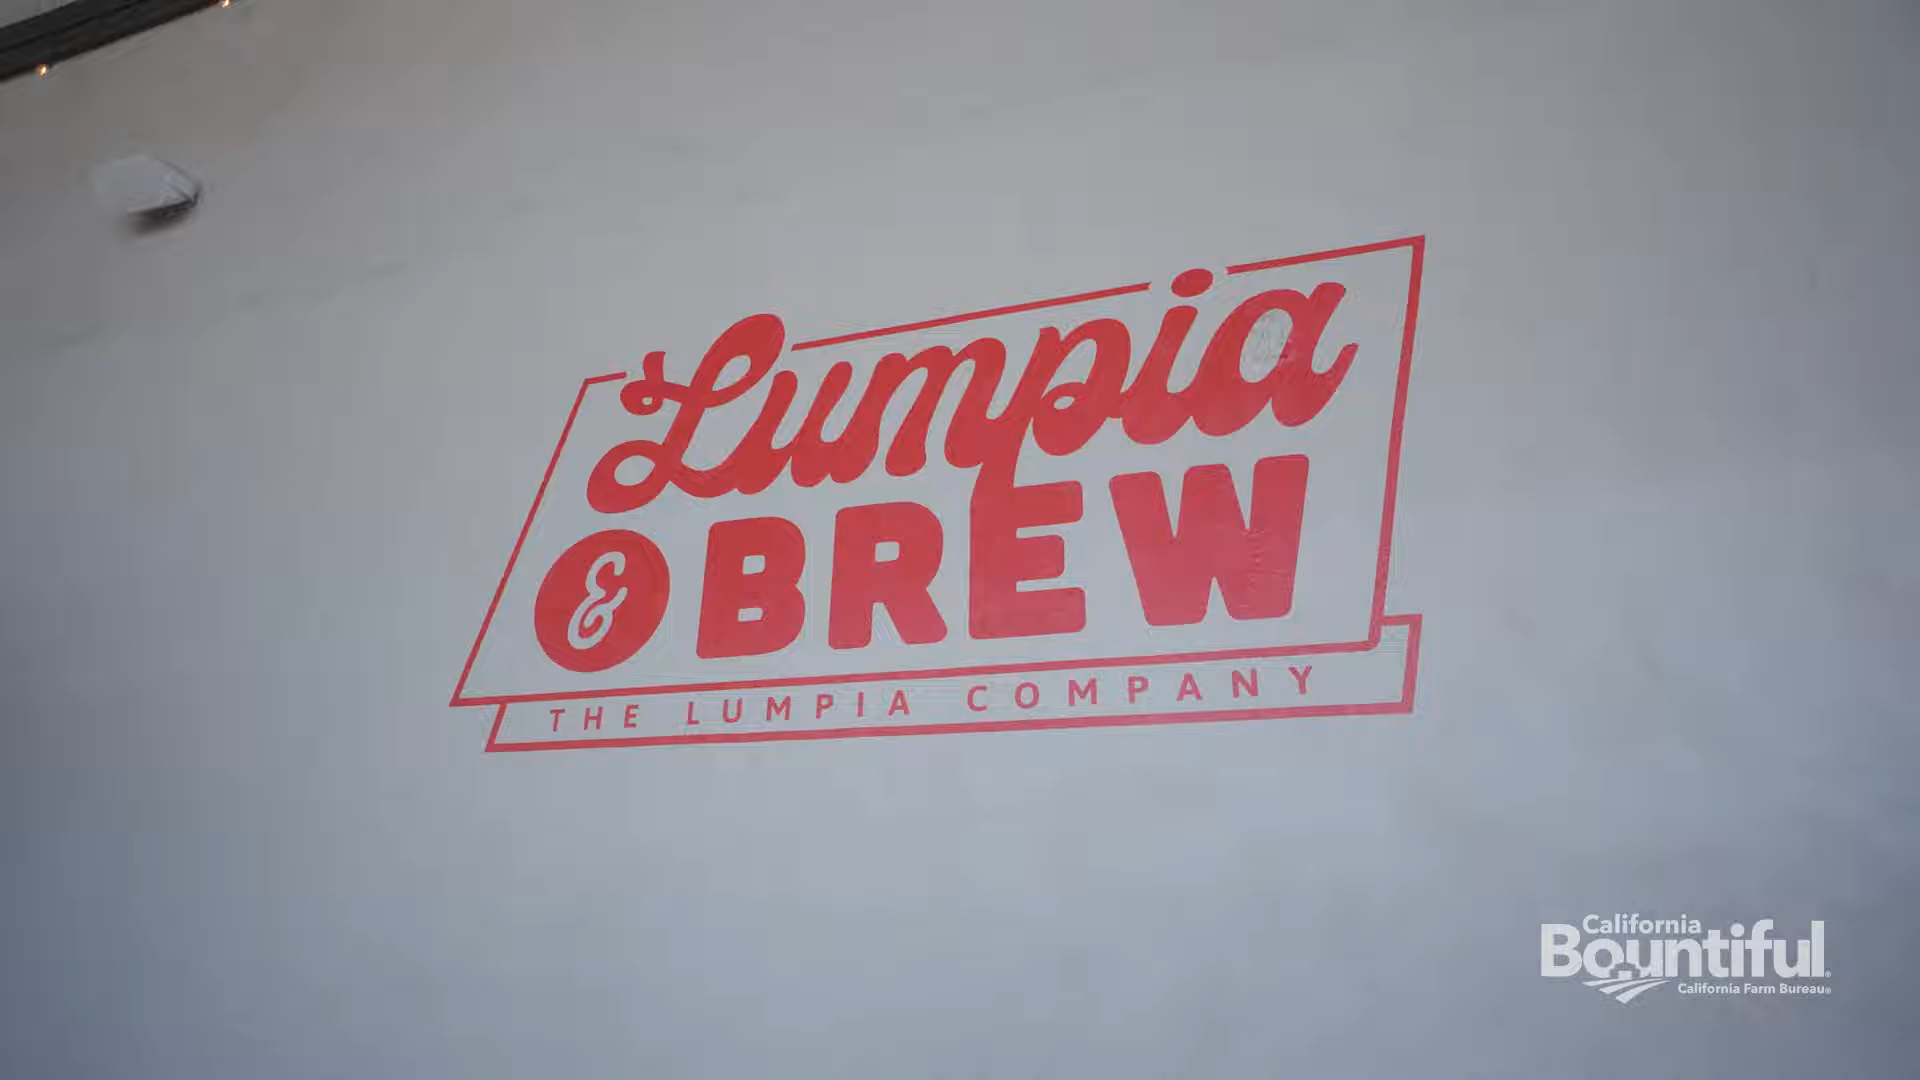 Lumpia
& BREW
THE LUMPIA COMPANY
California
Bountiful®
California Farm Bureau®